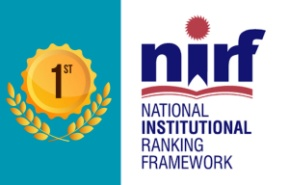 1ST
nirf
NATIONAL
INSTITUTIONAL
RANKING
FRAMEWORK